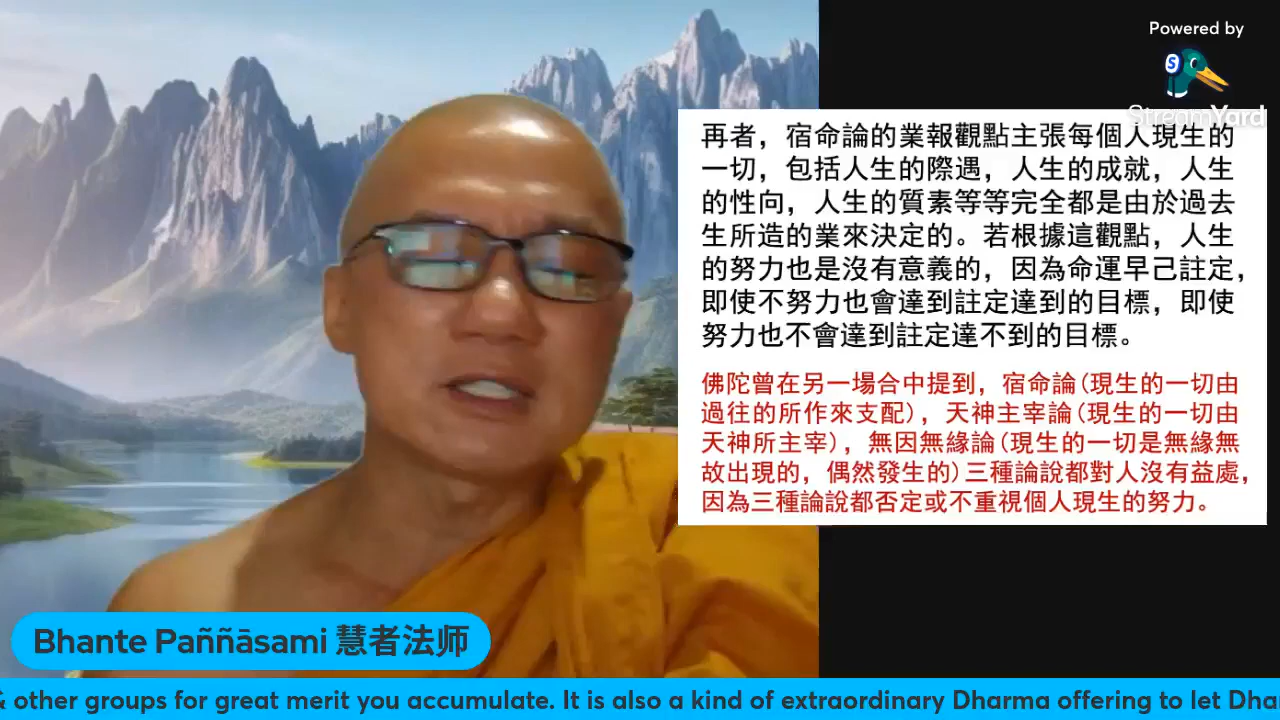 Powered by
StreamYard
再者，宿命論的業報觀點主張每個人現生的
一切，包括人生的際遇，人生的成就，人生
的性向，人生的質素等等完全都是由於過去
生所造的業來決定的。若根據這觀點，人生
的努力也是沒有意義的，因為命運早己註定，
即使不努力也會達到註定達到的目標，即使
努力也不會達到註定達不到的目標。
佛陀曾在另一場合中提到，宿命論(現生的一切由
過往的所作來支配)，天神主宰論(現生的一切由
天神所主宰)，無因無緣論(現生的一切是無緣無
故出現的，偶然發生的)三種論說都對人沒有益處，
因為三種論說都否定或不重視個人現生的努力。
Bhante Paññāsami 慧者法师
& other groups for great merit you accumulate. It is also a kind of extraordinary Dharma offering to let Dha